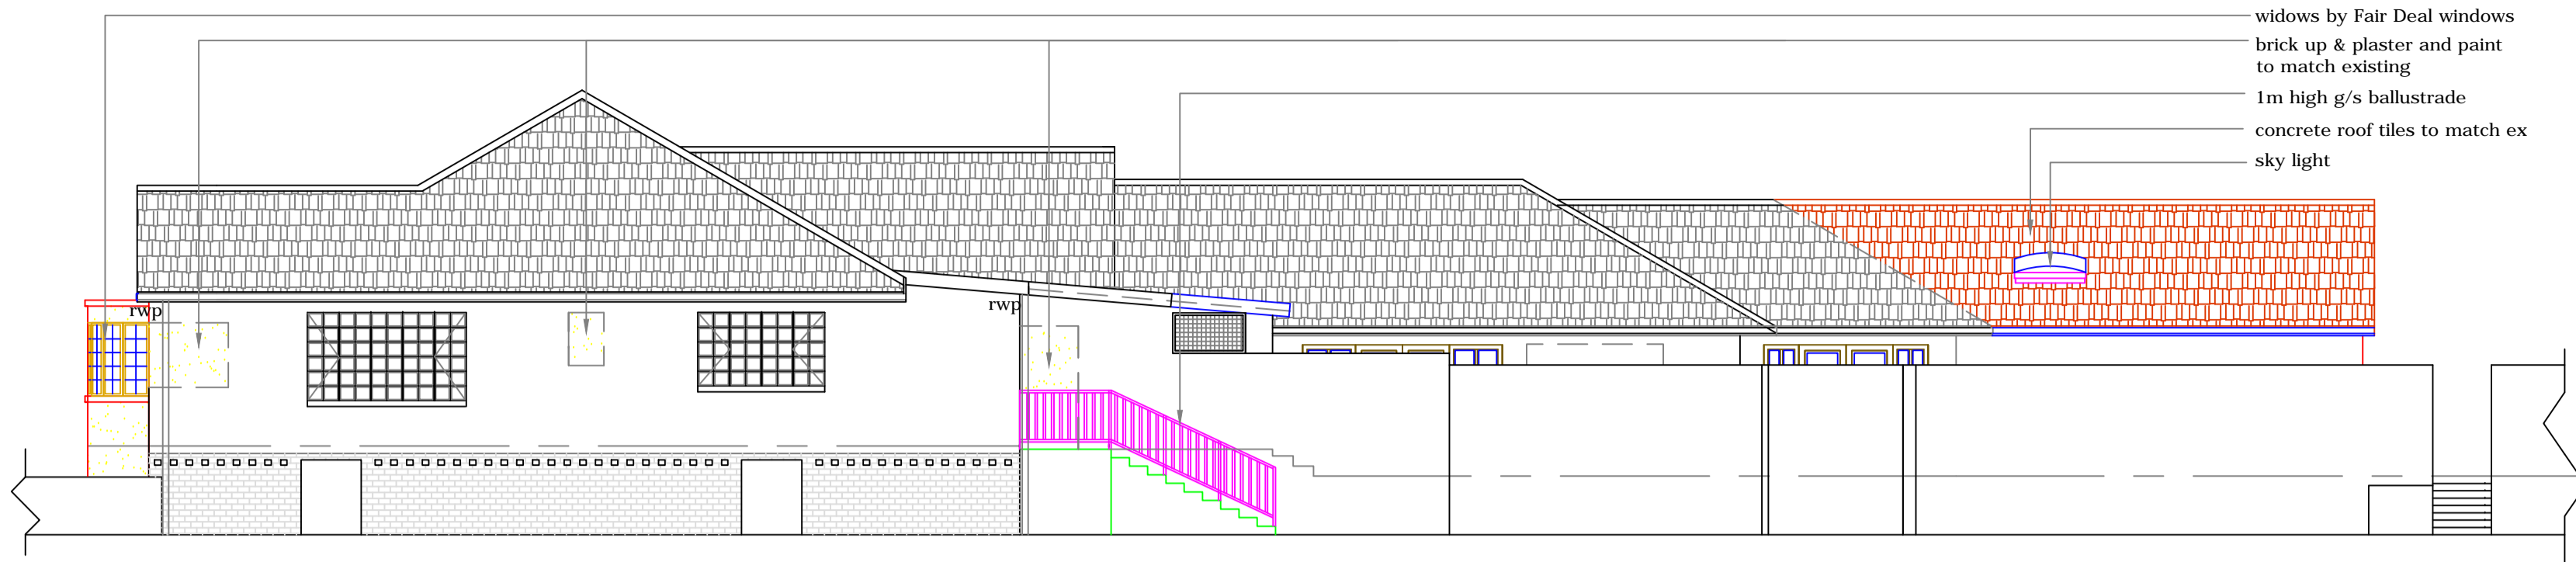 widows by Fair Deal windows
brick up & plaster and paint
to match existing
1m high g/s ballustrade
concrete roof tiles to match ex
sky light
rwp
rwp